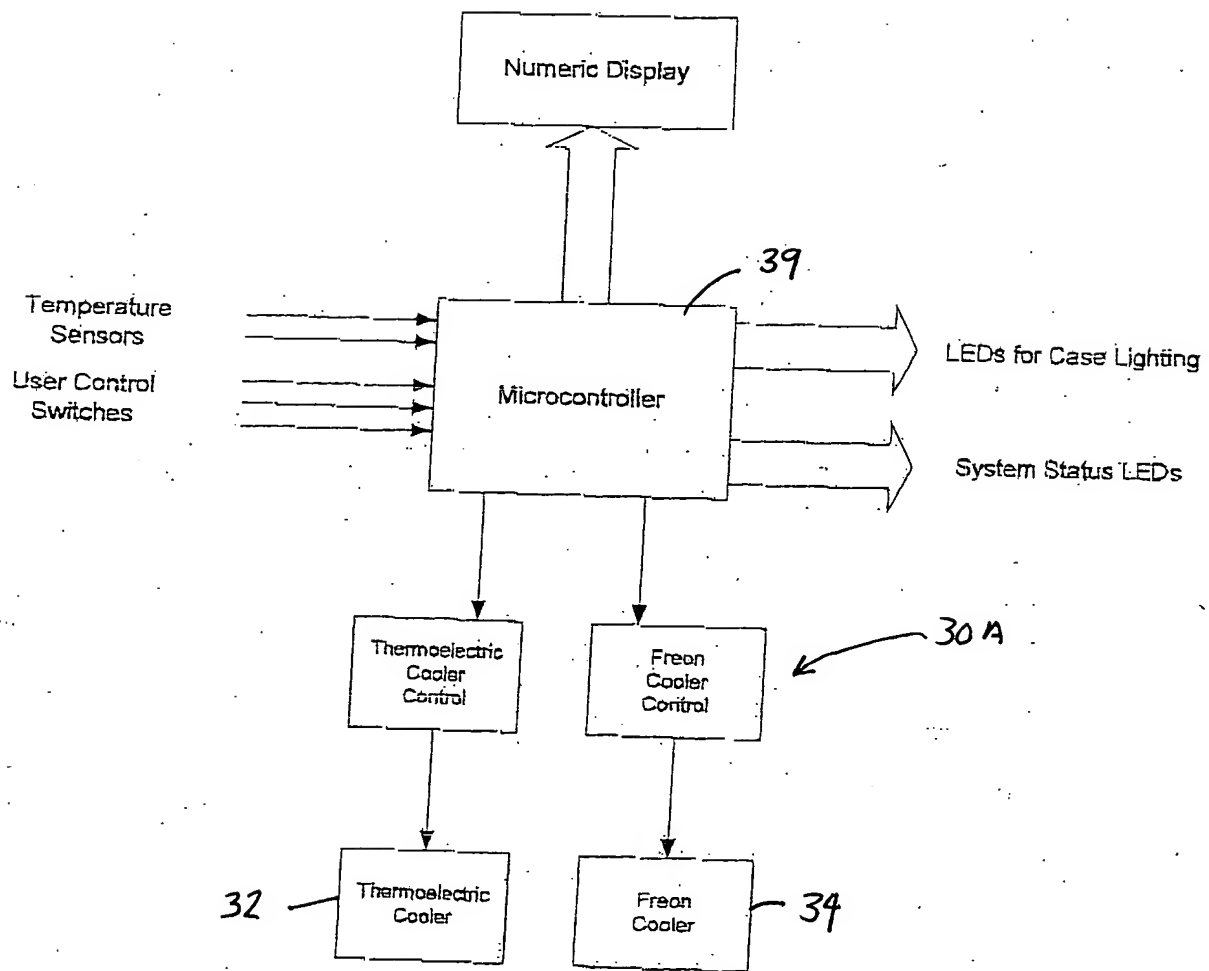 Numeric Display
39
Temperature
Sensors
User Control
Switches
Microcontroller
LEDs for Case Lighting
System Status LEDs
30A
Thermoelectric
Cooler
Control
Freon
Cooler
Control
32
Thermoelectric
Cooler
Freon
Cooler
34